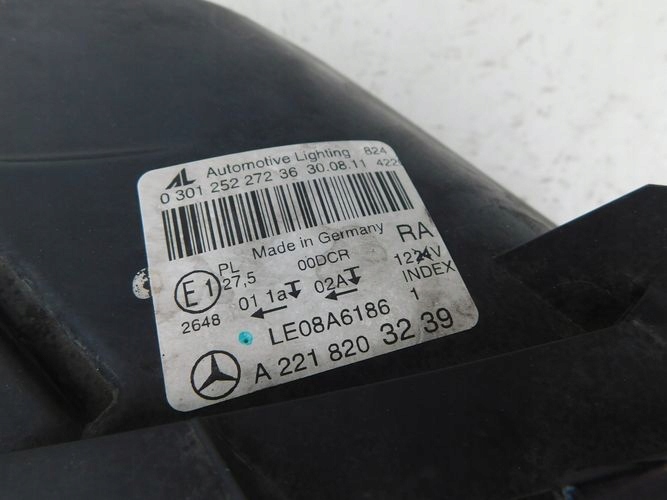 AL Automotive Lighting 824
0 301 252 272 36 30.08.11 422
Made in Germany RA
E1 PL 27,5 00DCR 1224V
01 1a 02A INDEX
2648 LE08A6186 1
A 221 820 32 39